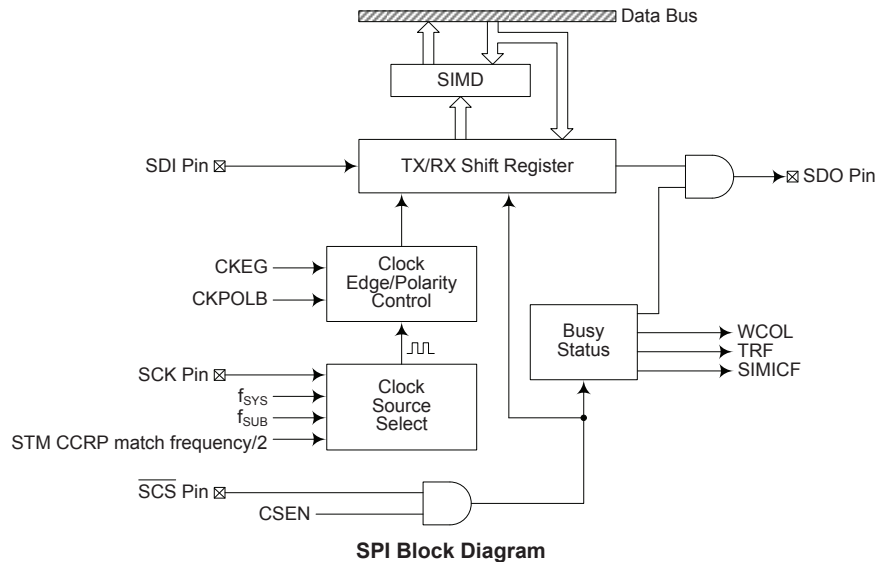 Data Bus
SIMD
SDI Pin
TX/RX Shift Register
SDO Pin
CKEG
CKPOLB
Clock
Edge/Polarity
Control
Busy
Status
WCOL
TRF
SIMICF
SCK Pin
fSYS
fSUB
STM CCRP match frequency/2
Clock
Source
Select
SCS Pin
CSEN
SPI Block Diagram